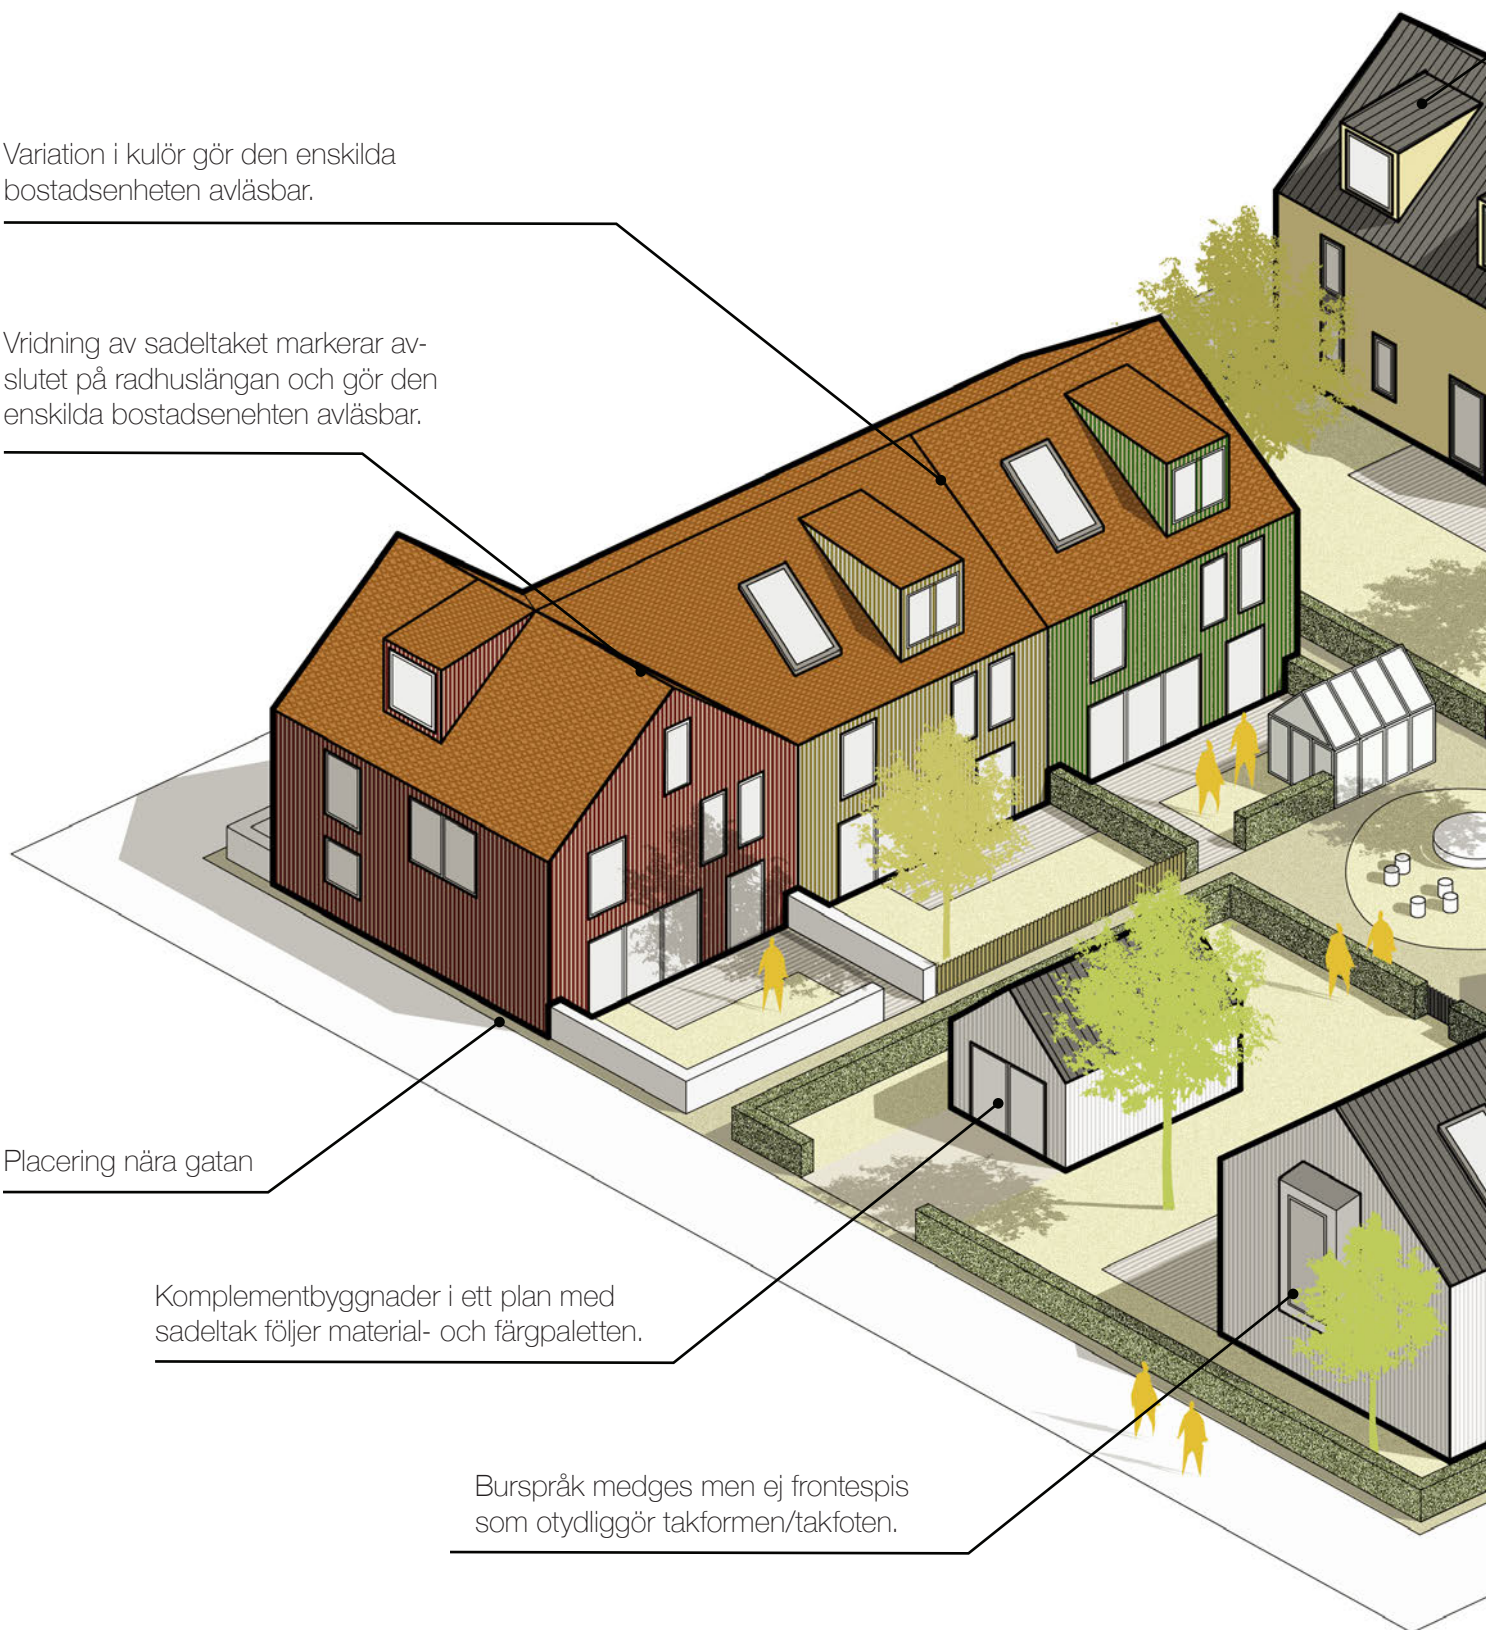 Variation i kulör gör den enskilda
bostadsenheten avläsbar.
Vridning av sadeltaket markerar av-
slutet på radhuslängan och gör den
enskilda bostadsenehten avläsbar.
Placering nära gatan
Komplementbyggnader i ett plan med
sadeltak följer material- och färgpaletten.
Burspråk medges men ej frontespis
som otydliggör takformen/takfoten.